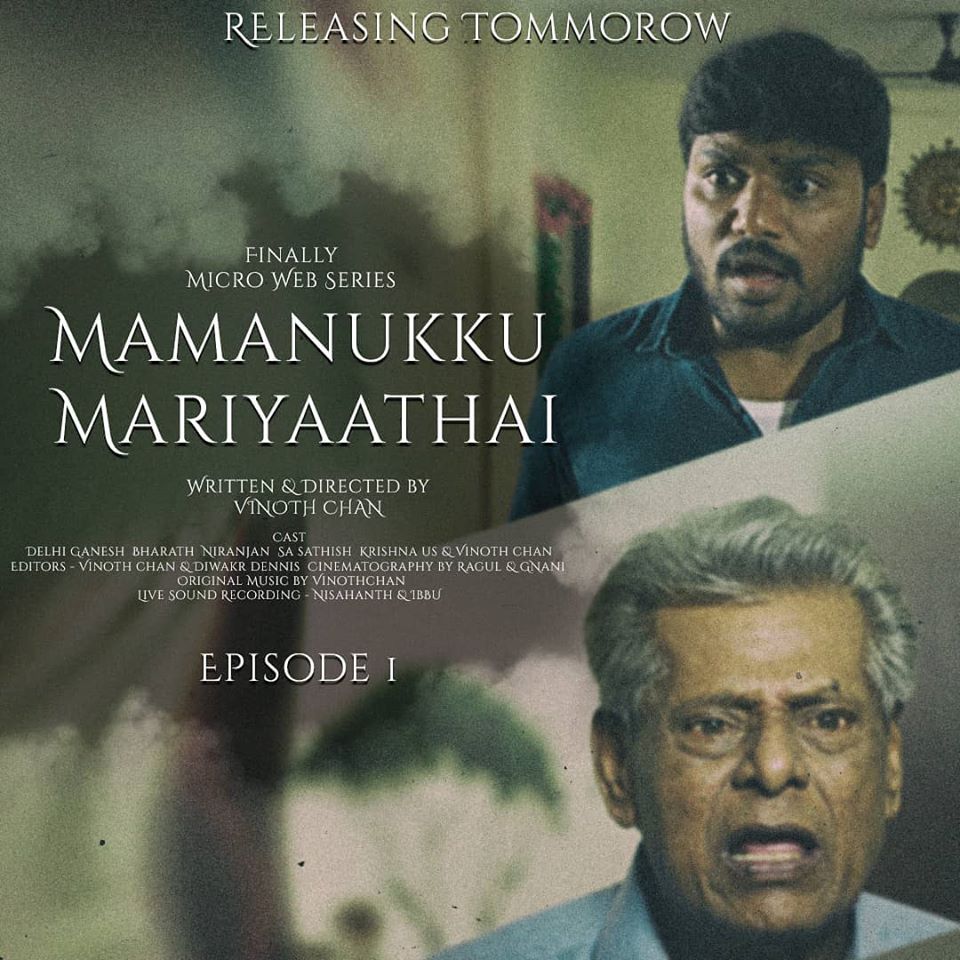 Releasing Tommorow
Finally
Micro Web Series
Mamanukku
Mariyaathai
Written & Directed by
Vinoth Chan
Cast
Delhi Ganesh Bharath Niranjan Sa Sathish Krishna us & Vinoth Chan
Editors - Vinoth Chan & Diwakr Dennis Cinematography by Ragul & Gnani
Original Music by Vinothchan
Live Sound Recording - Nisahanth & Ibbu
Episode 1